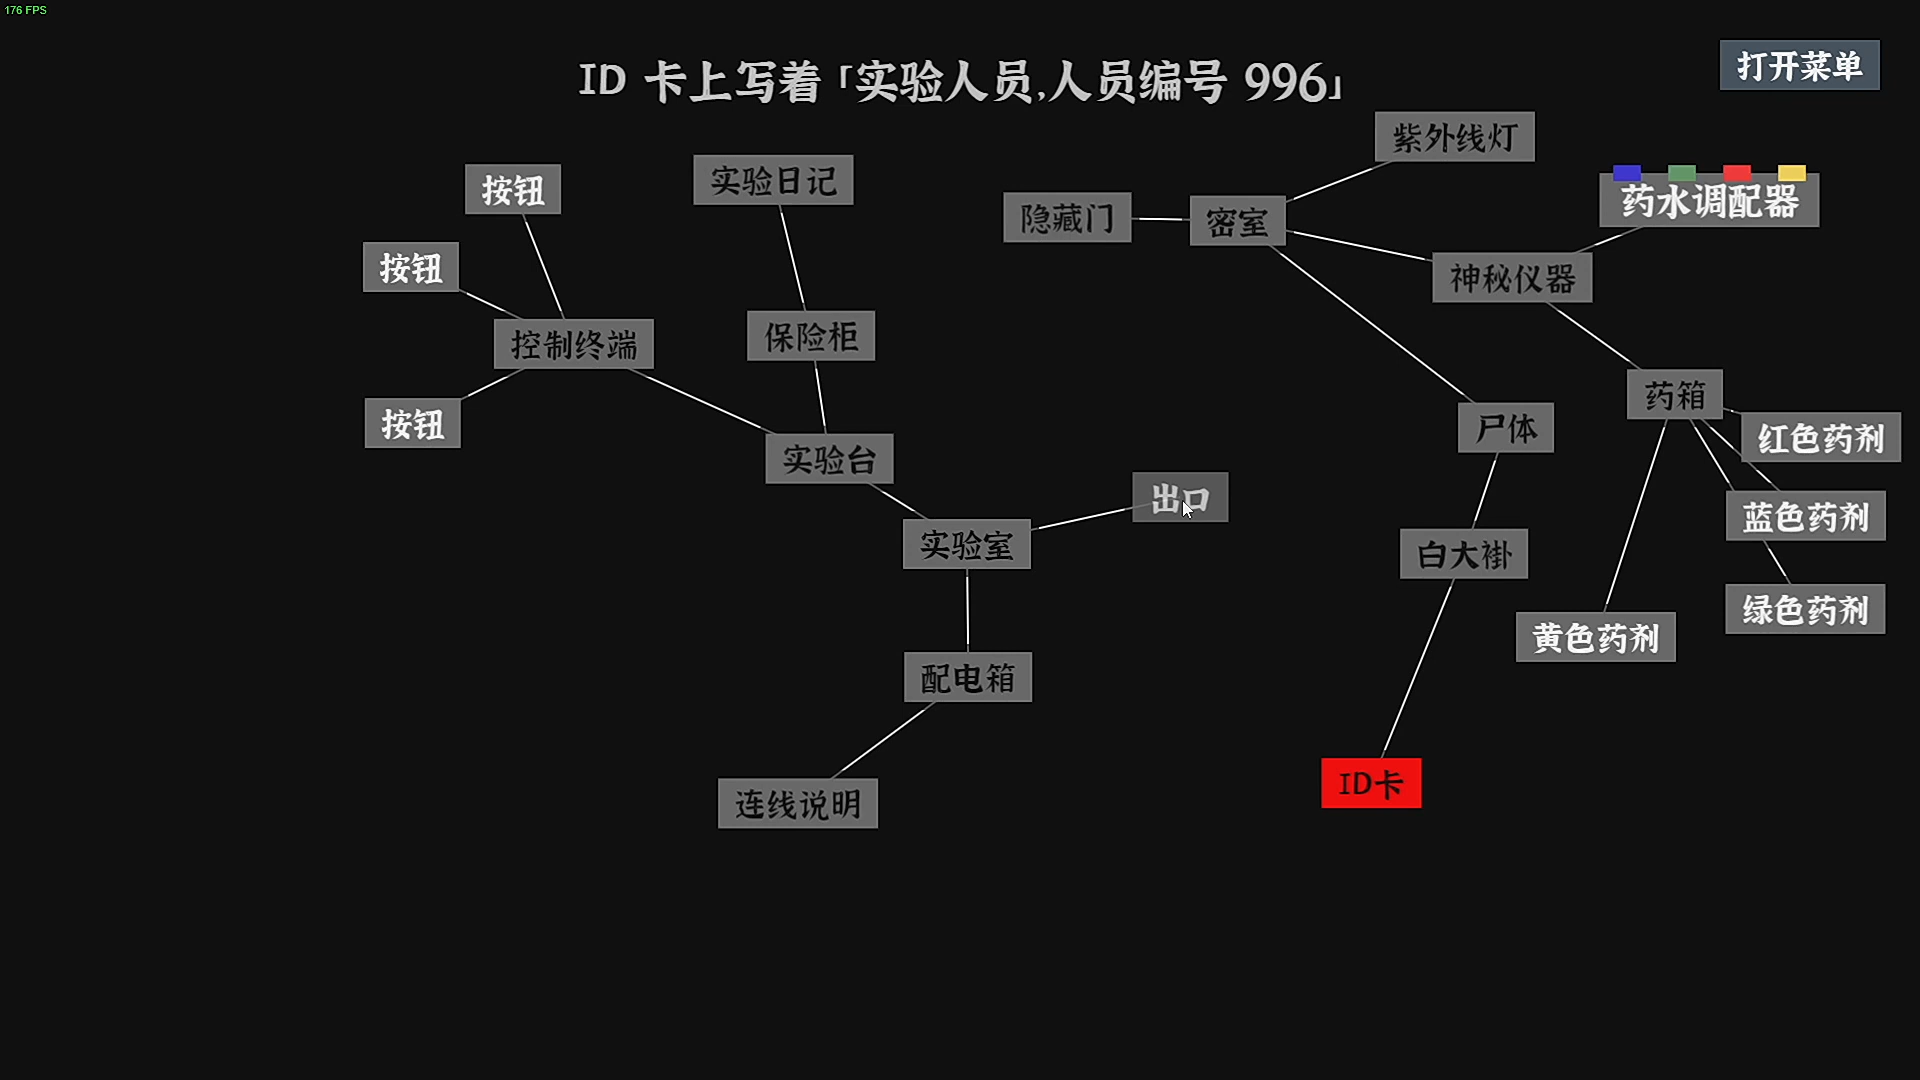 176 FPS
ID 卡上写着「实验人员,人员编号 996」
打开菜单
紫外线灯
实验日记
按钮
药水调配器
隐藏门
密室
按钮
神秘仪器
保险柜
控制终端
药箱
按钮
尸体
红色药剂
实验台
出口
蓝色药剂
实验室
白大褂
绿色药剂
黄色药剂
配电箱
ID卡
连线说明